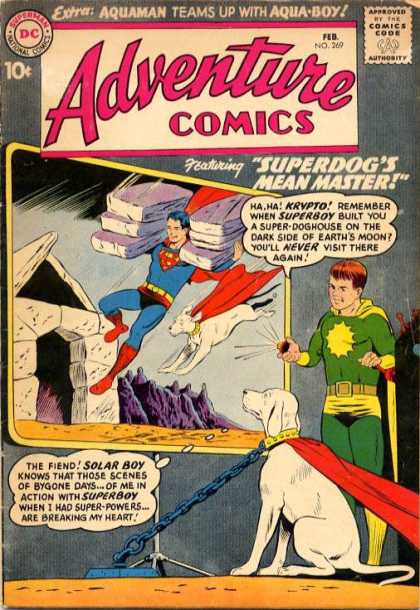 Extra: AQUAMAN TEAMS UP WITH AQUA-BOY!
SUPERMAN
DC
NATIONAL COMICS
10¢
FEB.
NO. 269
APPROVED
BY THE
COMICS
CODE
CA
AUTHORITY
Adventure
COMICS
Featuring "SUPERDOG'S
MEAN MASTER!"
HA, HA! KRYPTO! REMEMBER
WHEN SUPERBOY BUILT YOU
A SUPER-DOGHOUSE ON THE
DARK SIDE OF EARTH'S MOON?
YOU'LL NEVER VISIT THERE
AGAIN!
THE FIEND! SOLAR BOY
KNOWS THAT THOSE SCENES
OF BYGONE DAYS... OF ME IN
ACTION WITH SUPERBOY
WHEN I HAD SUPER-POWERS...
ARE BREAKING MY HEART!